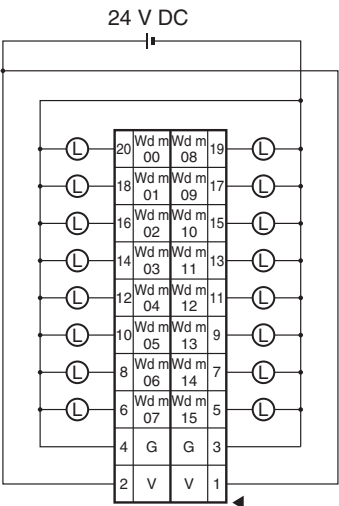 24 V DC
L 20 Wd m 00 Wd m 08 19 L
L 18 Wd m 01 Wd m 09 17 L
L 16 Wd m 02 Wd m 10 15 L
L 14 Wd m 03 Wd m 11 13 L
L 12 Wd m 04 Wd m 12 11 L
L 10 Wd m 05 Wd m 13 9 L
L 8 Wd m 06 Wd m 14 7 L
L 6 Wd m 07 Wd m 15 5 L
4 G G 3
2 V V 1